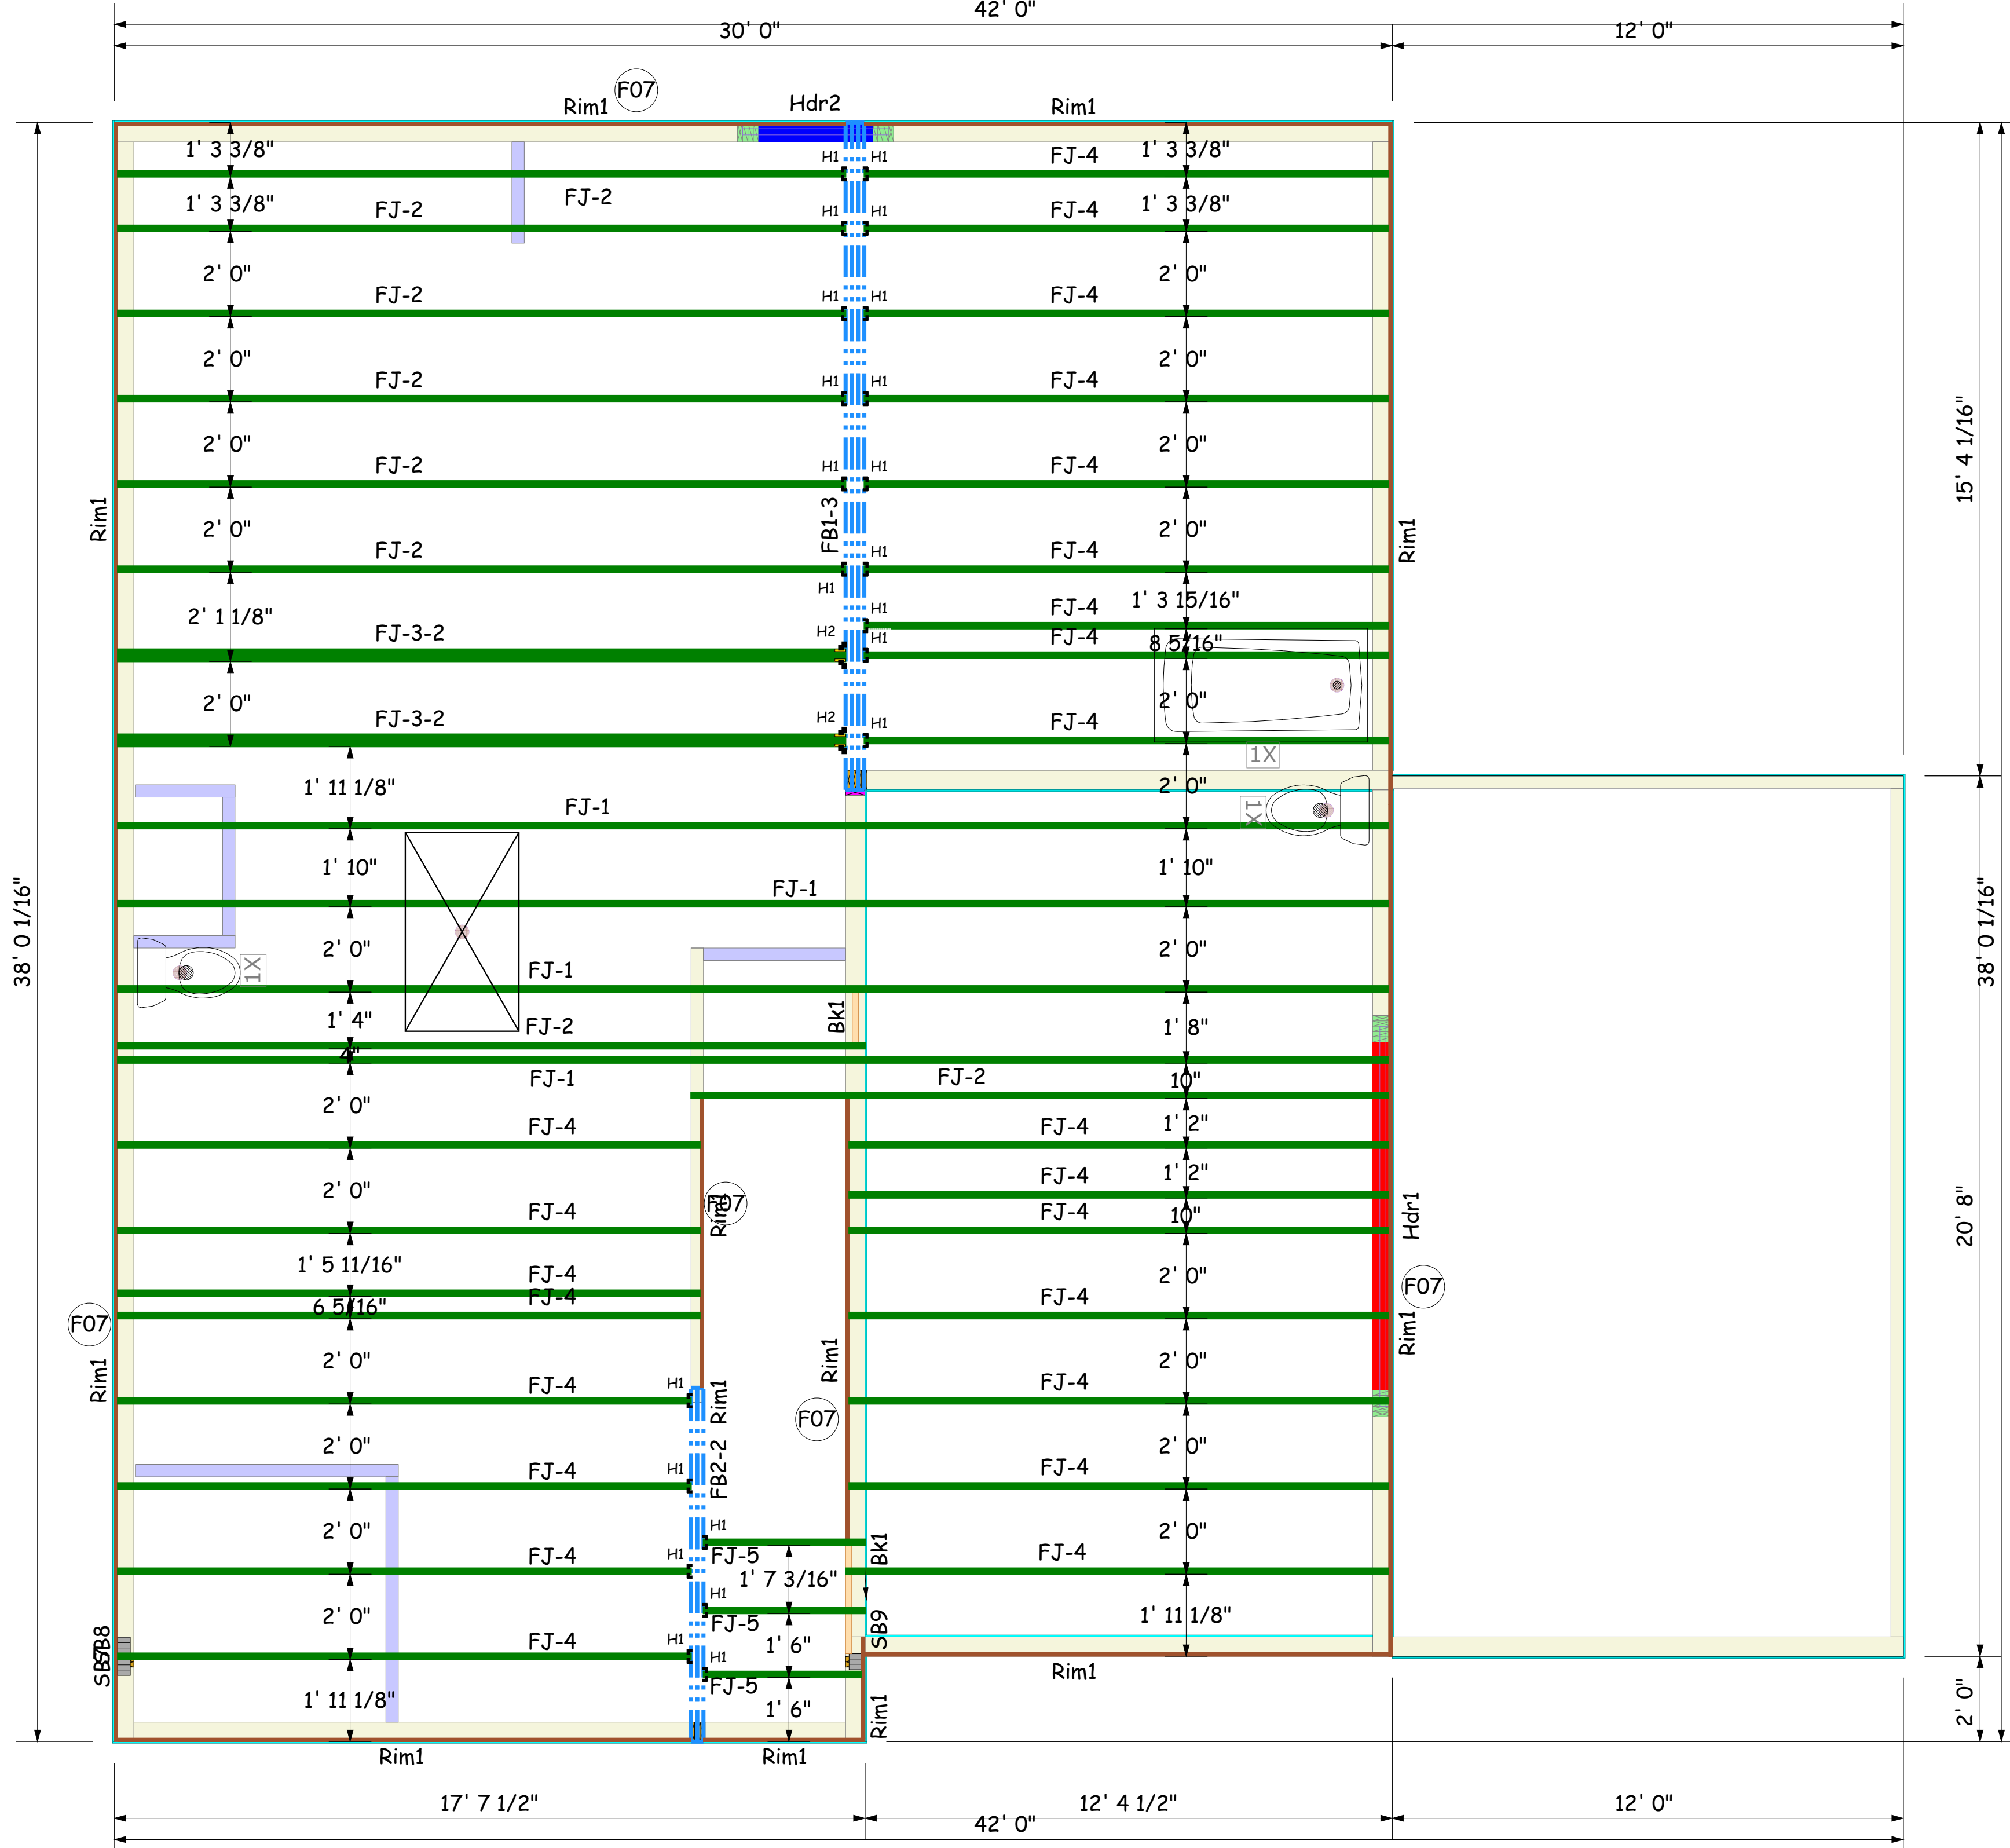 42' 0"
30' 0" 12' 0"
F07
Rim1 Hdr2 Rim1
1' 3 3/8" H1 H1 FJ-4 1' 3 3/8"
FJ-2
1' 3 3/8" FJ-2 H1 H1 FJ-4 1' 3 3/8"
2' 0" 2' 0"
FJ-2 H1 H1 FJ-4
2' 0" 2' 0"
FJ-2 H1 H1 FJ-4
2' 0" 2' 0"
15' 4 1/16"
FJ-2 H1 H1 FJ-4
Rim1 2' 0" FB1-3 2' 0" Rim1
FJ-2 H1 FJ-4
H1
2' 1 1/8" H1 FJ-4 1' 3 15/16"
FJ-3-2 H2 H1 FJ-4 8 5/16"
2' 0" 2' 0"
FJ-3-2 H2 H1 FJ-4
1X
1' 11 1/8" 2' 0"
FJ-1 1X
1' 10" 1' 10"
FJ-1
38' 0 1/16" 38' 0 1/16"
2' 0" 2' 0"
1X FJ-1
1' 4" FJ-2 Bk1 1' 8"
4"
FJ-1 FJ-2 10"
2' 0"
FJ-4 FJ-4 1' 2"
2' 0" FJ-4 1' 2"
F07
Rim1
FJ-4 FJ-4 10" Hdr1 20' 8"
1' 5 11/16" FJ-4 2' 0"
F07
6 5/16" FJ-4 FJ-4
F07
2' 0" Rim1 2' 0" Rim1
Rim1 FJ-4 H1 Rim1 FJ-4
F07
2' 0" 2' 0"
FJ-4 H1 FB2-2 FJ-4
2' 0" H1 2' 0"
FJ-4 H1 FJ-5 Bk1 FJ-4
1' 7 3/16"
2' 0" H1 FJ-5 1' 11 1/8"
SB8 FJ-4 H1 1' 6" SB9
H1 FJ-5 Rim1
1' 11 1/8" 1' 6" Rim1 2' 0"
Rim1 Rim1
17' 7 1/2" 12' 4 1/2" 12' 0"
42' 0"